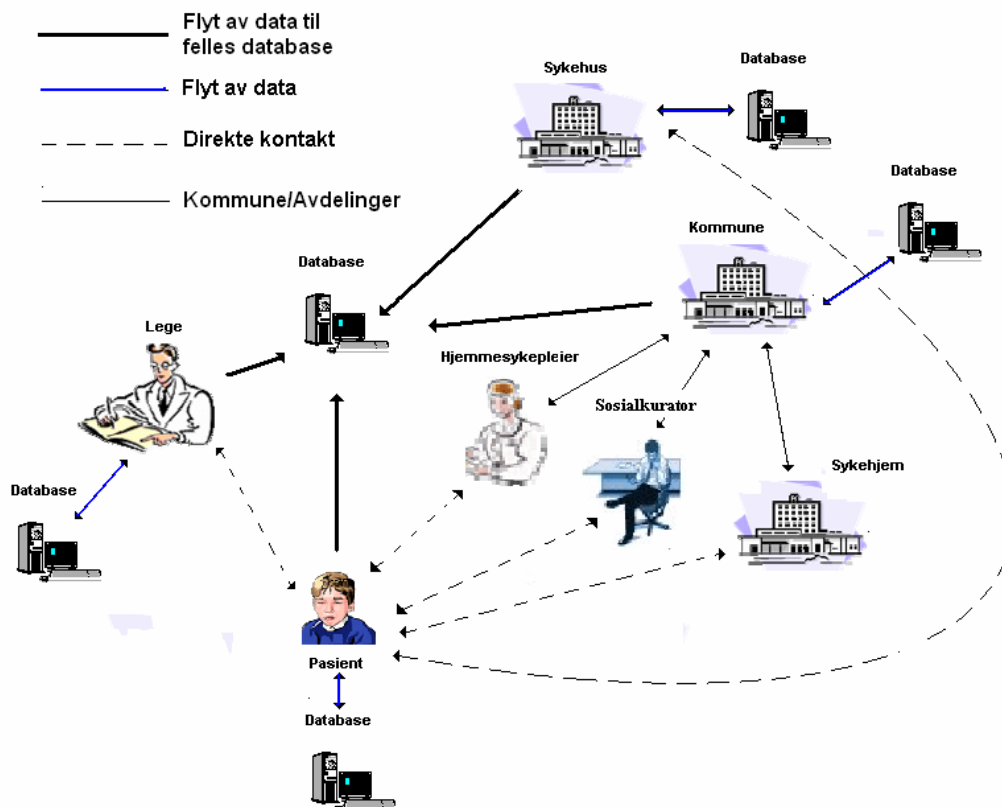 Flyt av data til
felles database
Flyt av data
Direkte kontakt
Kommune/Avdelinger
Sykehus
Database
Database
Kommune
Database
Lege
Hjemmesykepleier
Sosialkurator
Sykehjem
Database
Pasient
Database